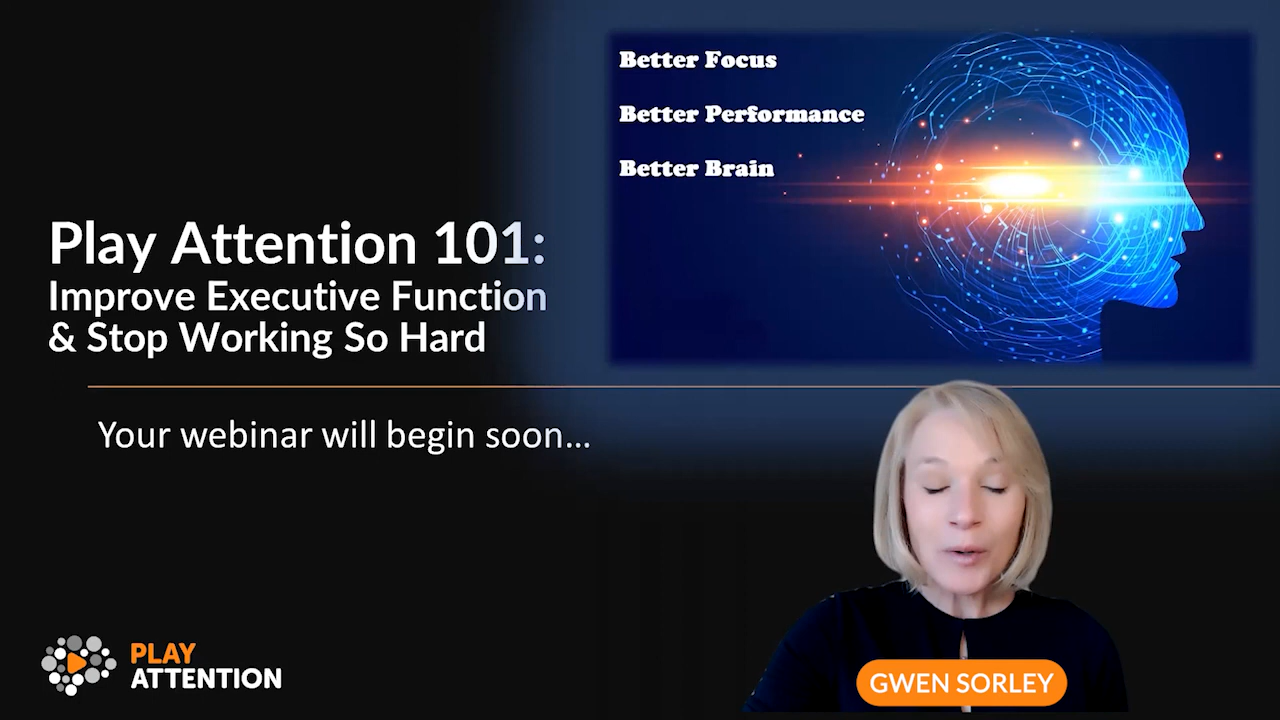 Better Focus
Better Performance
Better Brain
Play Attention 101:
Improve Executive Function
& Stop Working So Hard
Your webinar will begin soon...
PLAY
ATTENTION
GWEN SORLEY